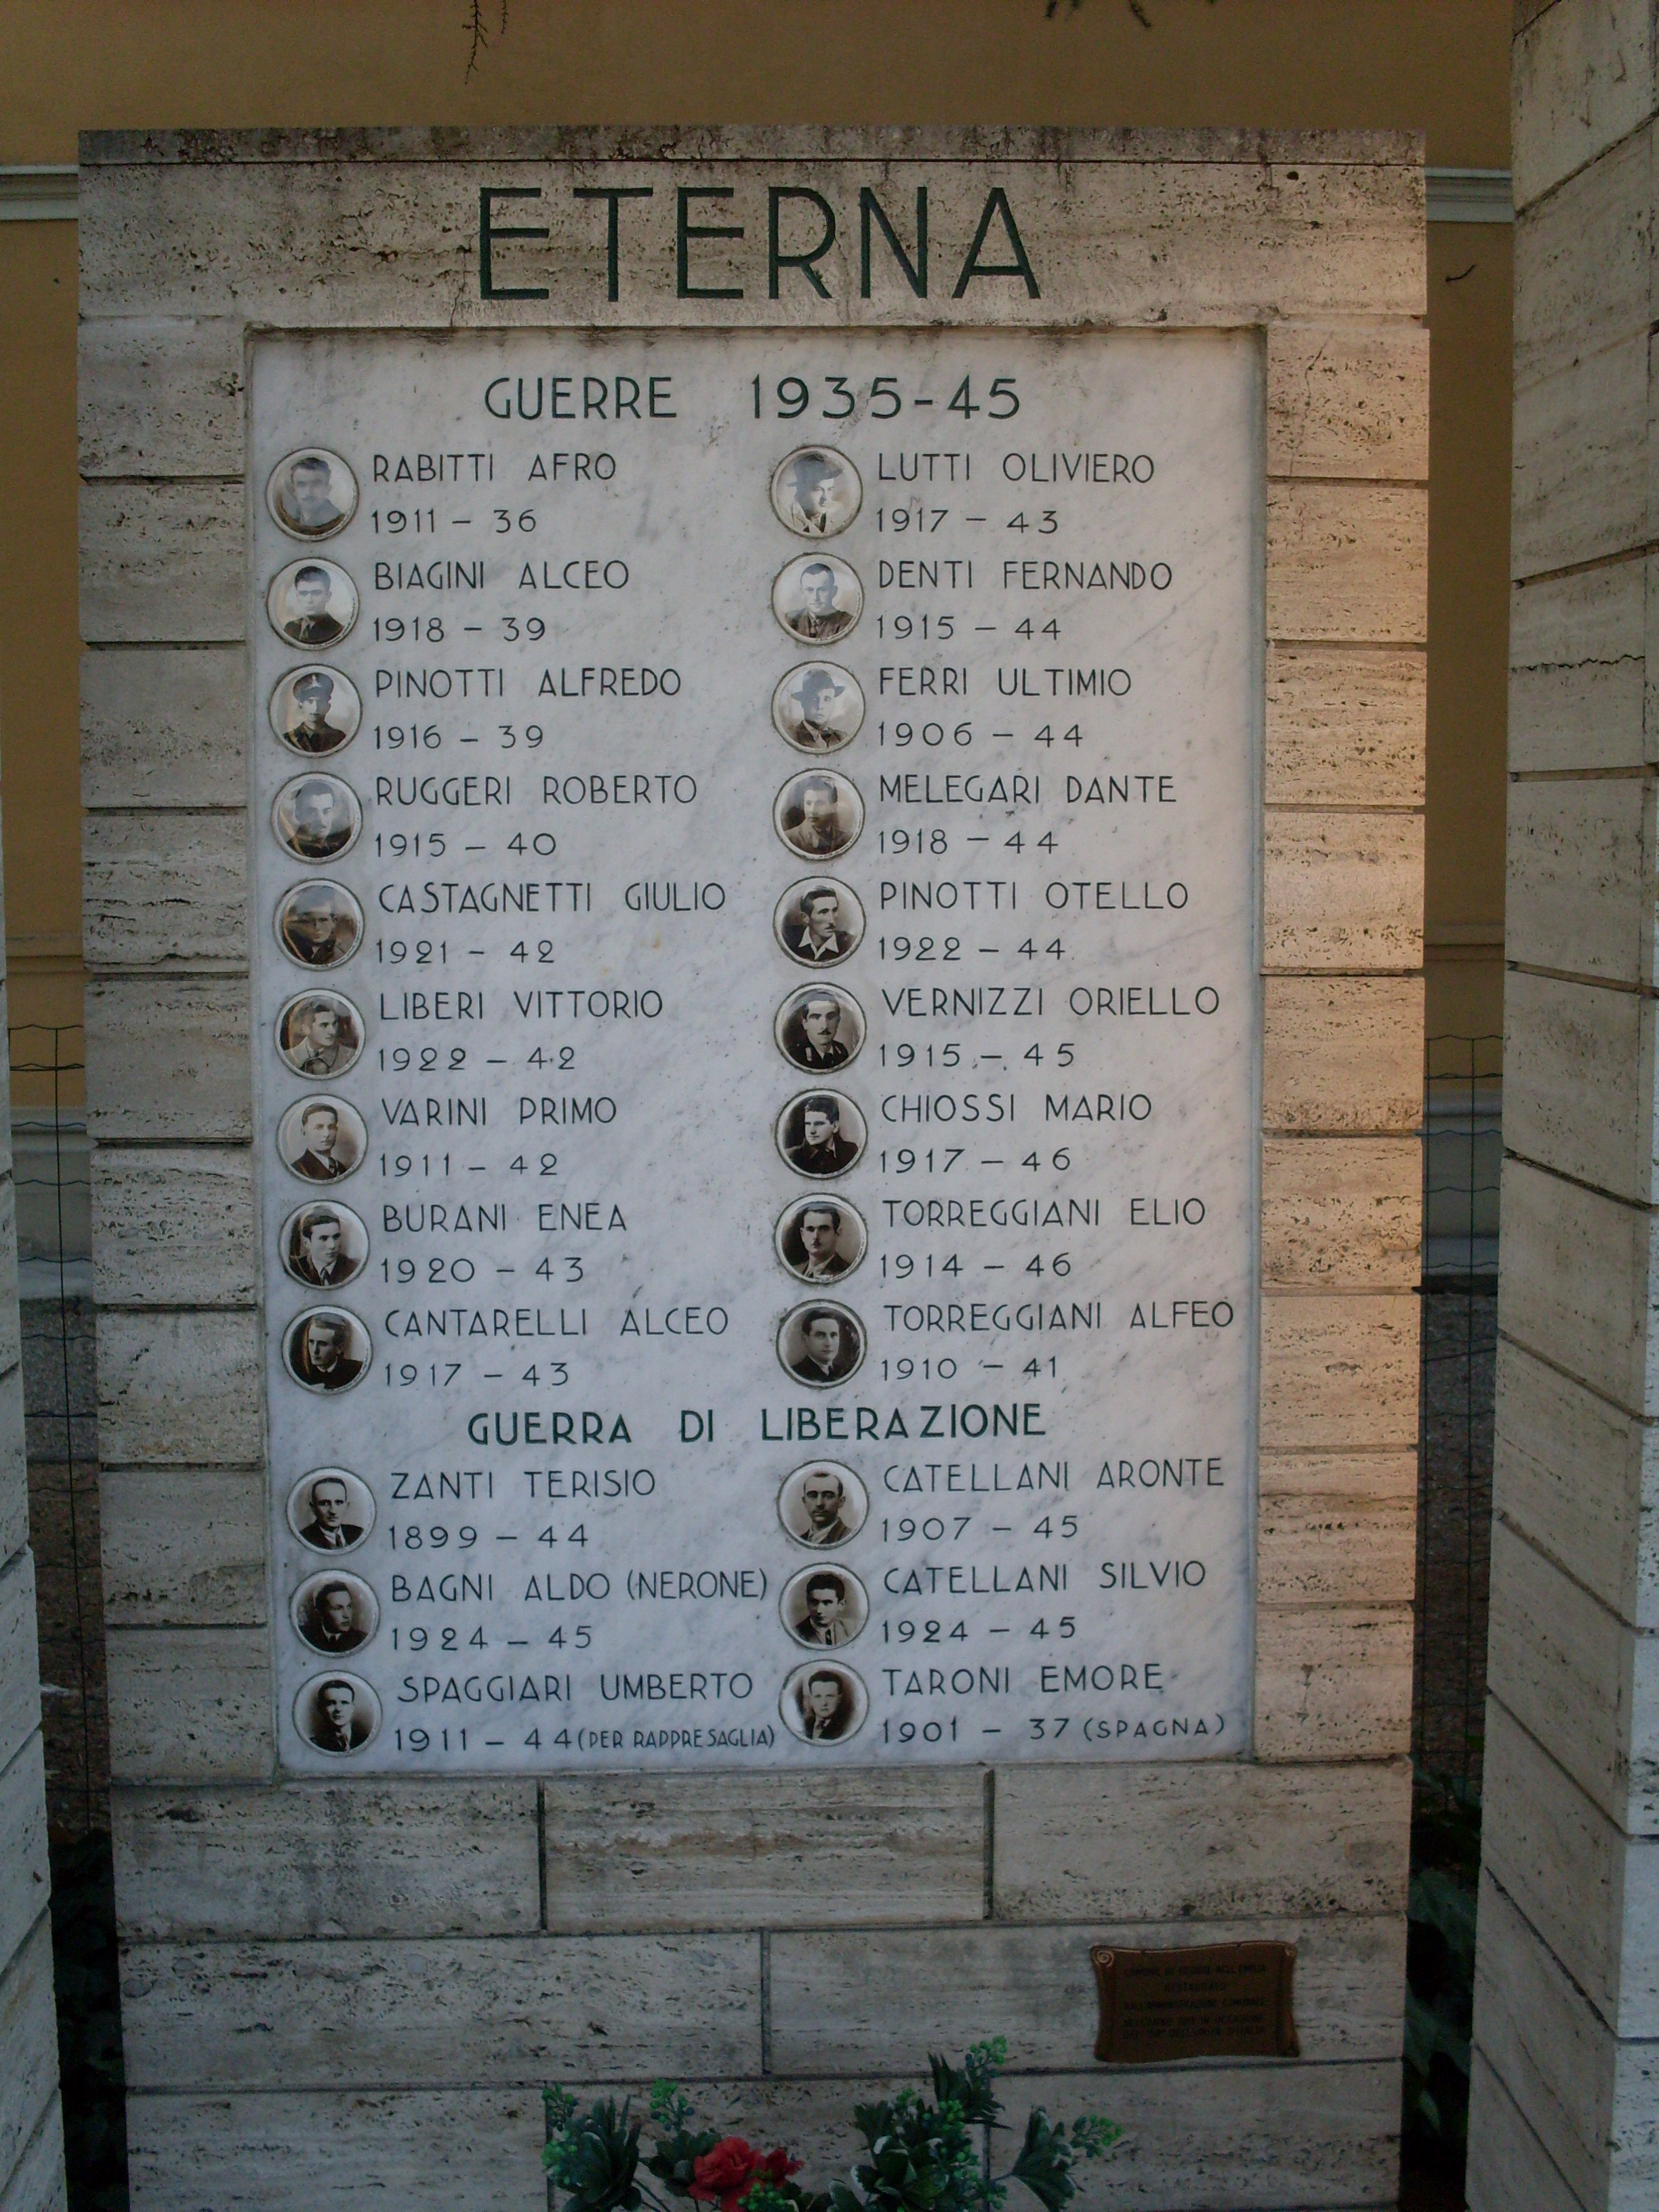 ETERNA
GUERRE 1935-45
RABITTI AFRO
1911 - 36
BIAGINI ALCEO
1918 - 39
PINOTTI ALFREDO
1916 - 39
RUGGERI ROBERTO
1915 - 40
CASTAGNETTI GIULIO
1921 - 42
LIBERI VITTORIO
1922 - 42
VARINI PRIMO
1911 - 42
BURANI ENEA
1920 - 43
CANTARELLI ALCEO
1917 - 43
LUTTI OLIVIERO
1917 - 43
DENTI FERNANDO
1915 - 44
FERRI ULTIMIO
1906 - 44
MELEGARI DANTE
1918 - 44
PINOTTI OTELLO
1922 - 44
VERNIZZI ORIELLO
1915 - 45
CHIOSSI MARIO
1917 - 46
TORREGGIANI ELIO
1914 - 46
TORREGGIANI ALFEO
1910 - 41
GUERRA DI LIBERAZIONE
ZANTI TERISIO
1899 - 44
BAGNI ALDO (NERONE)
1924 - 45
SPAGGIARI UMBERTO
1911 - 44 (PER RAPPRESAGLIA)
CATELLANI ARONTE
1907 - 45
CATELLANI SILVIO
1924 - 45
TARONI EMORE
1901 - 37 (SPAGNA)